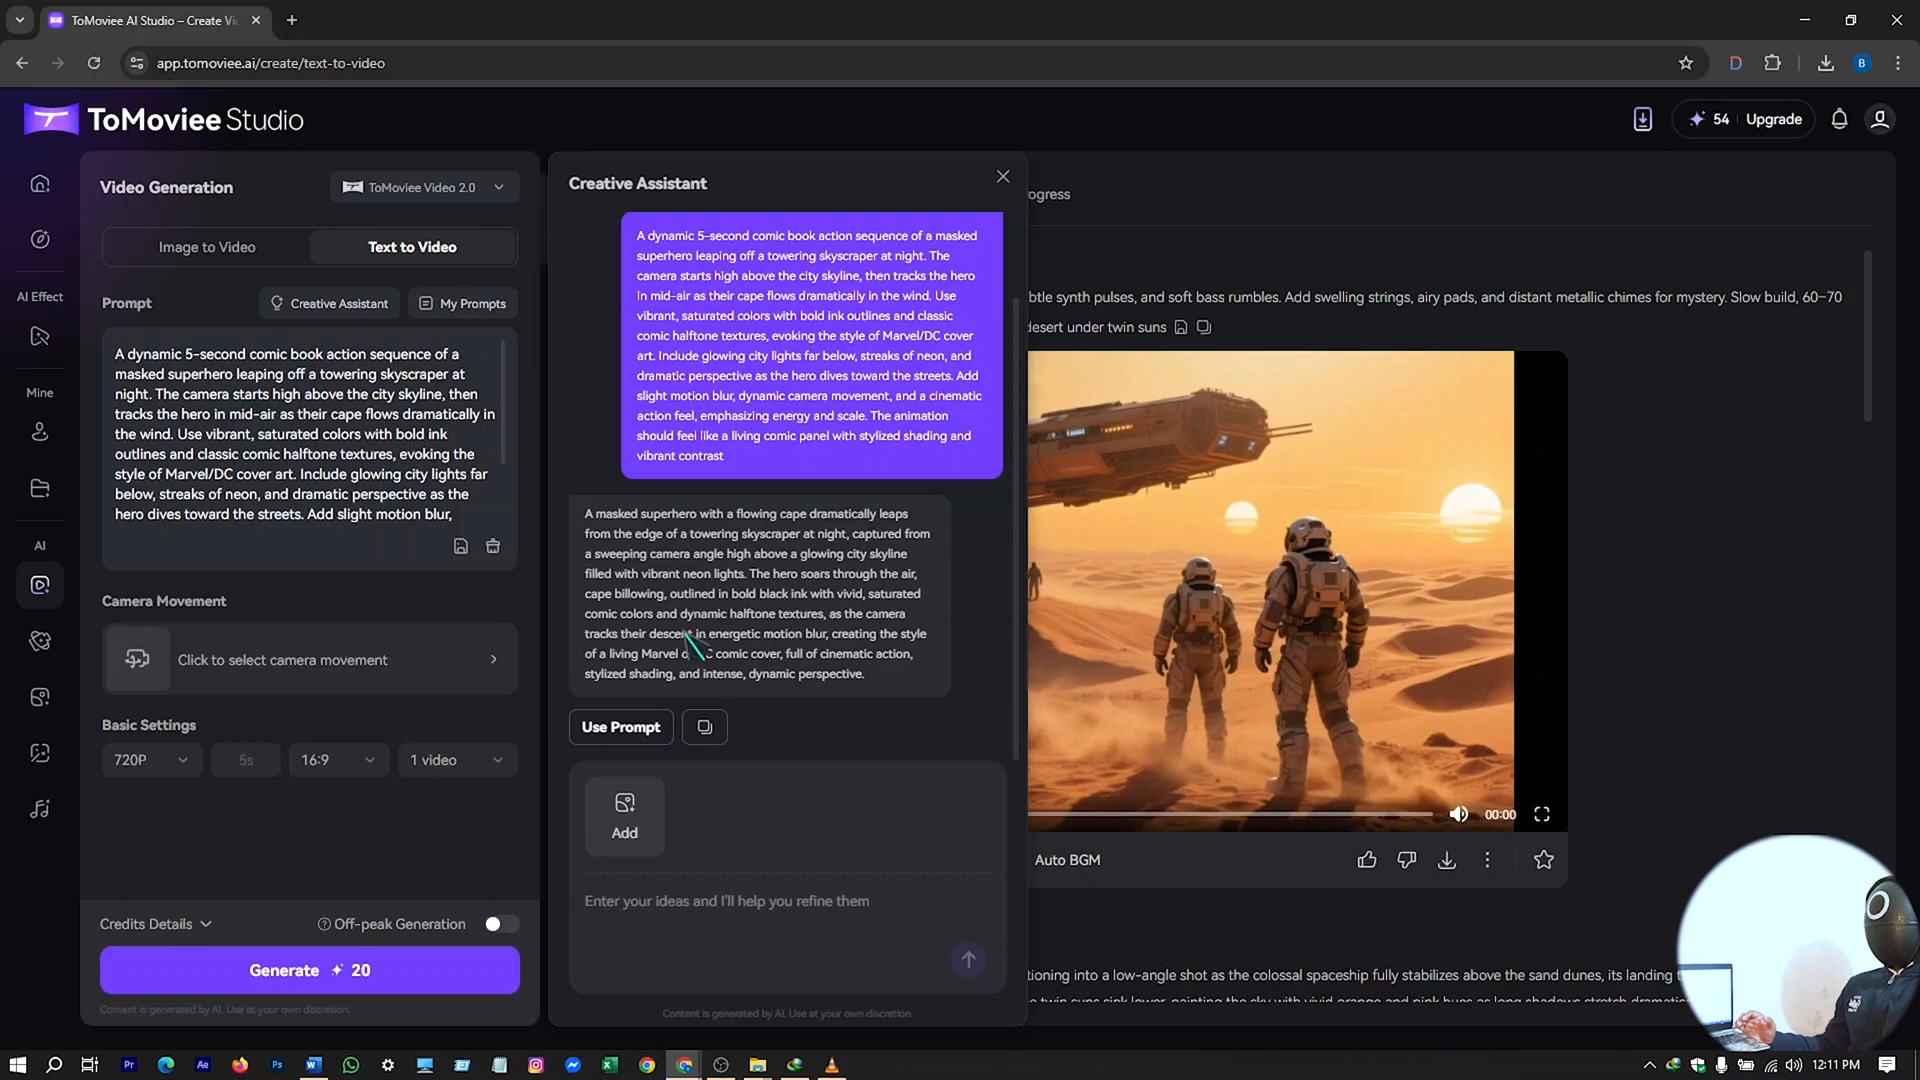 ToMoviee AI Studio – Create Vi
app.tomoviee.ai/create/text-to-video
D
B
ToMoviee Studio
54 Upgrade
Video Generation
ToMoviee Video 2.0
Image to Video
Text to Video
Prompt
Creative Assistant
My Prompts
A dynamic 5-second comic book action sequence of a
masked superhero leaping off a towering skyscraper at
night. The camera starts high above the city skyline, then
tracks the hero in mid-air as their cape flows dramatically in
the wind. Use vibrant, saturated colors with bold ink
outlines and classic comic halftone textures, evoking the
style of Marvel/DC cover art. Include glowing city lights far
below, streaks of neon, and dramatic perspective as the
hero dives toward the streets. Add slight motion blur,
Camera Movement
Click to select camera movement
Basic Settings
720P
5s
16:9
1 video
Credits Details
Off-peak Generation
Generate 20
Content is generated by AI. Use at your own discretion.
AI Effect
Mine
AI
Creative Assistant
A dynamic 5-second comic book action sequence of a masked
superhero leaping off a towering skyscraper at night. The
camera starts high above the city skyline, then tracks the hero
in mid-air as their cape flows dramatically in the wind. Use
vibrant, saturated colors with bold ink outlines and classic
comic halftone textures, evoking the style of Marvel/DC cover
art. Include glowing city lights far below, streaks of neon, and
dramatic perspective as the hero dives toward the streets. Add
slight motion blur, dynamic camera movement, and a cinematic
action feel, emphasizing energy and scale. The animation
should feel like a living comic panel with stylized shading and
vibrant contrast
A masked superhero with a flowing cape dramatically leaps
from the edge of a towering skyscraper at night, captured from
a sweeping camera angle high above a glowing city skyline
filled with vibrant neon lights. The hero soars through the air,
cape billowing, outlined in bold black ink with vivid, saturated
comic colors and dynamic halftone textures, as the camera
tracks their descent in energetic motion blur, creating the style
of a living Marvel comic cover, full of cinematic action,
stylized shading, and intense, dynamic perspective.
Use Prompt
Add
Enter your ideas and I'll help you refine them
Content is generated by AI. Use at your own discretion.
ogress
btle synth pulses, and soft bass rumbles. Add swelling strings, airy pads, and distant metallic chimes for mystery. Slow build, 60–70
desert under twin suns
00:00
Auto BGM
tioning into a low-angle shot as the colossal spaceship fully stabilizes above the sand dunes, its landing
twin suns sink lower, painting the sky with vivid orange and pink hues as long shadows stretch
Pr
Ae
Ps
12:11 PM